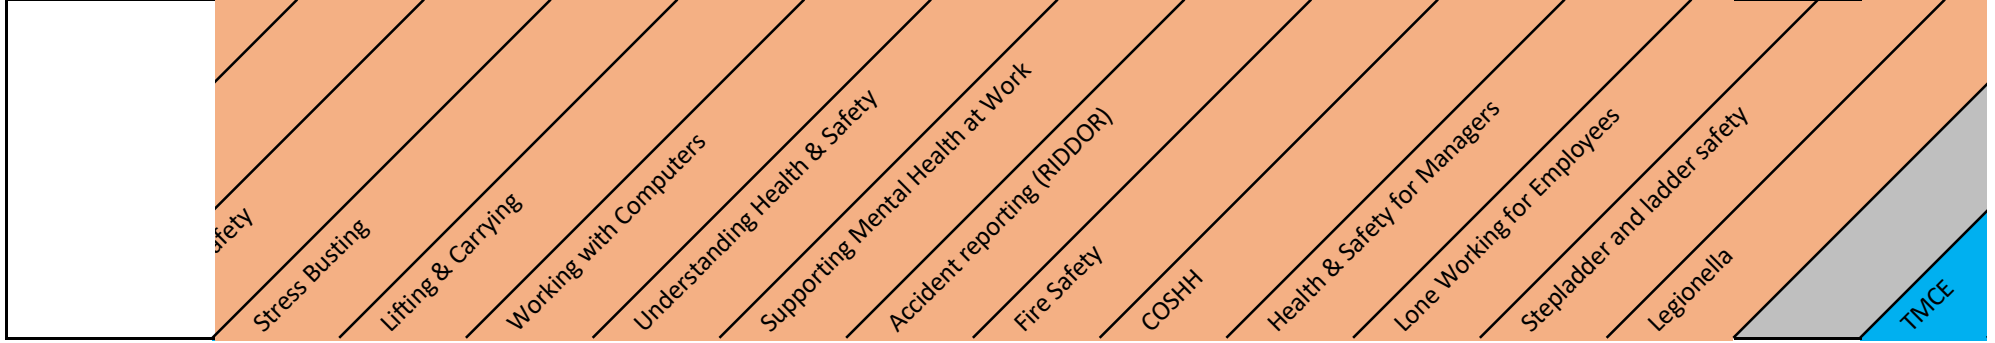 afety
Stress Busting
Lifting & Carrying
Working with Computers
Understanding Health & Safety
Supporting Mental Health at Work
Accident reporting (RIDDOR)
Fire Safety
COSHH
Health & Safety for Managers
Lone Working for Employees
Stepladder and ladder safety
Legionella
TMCE